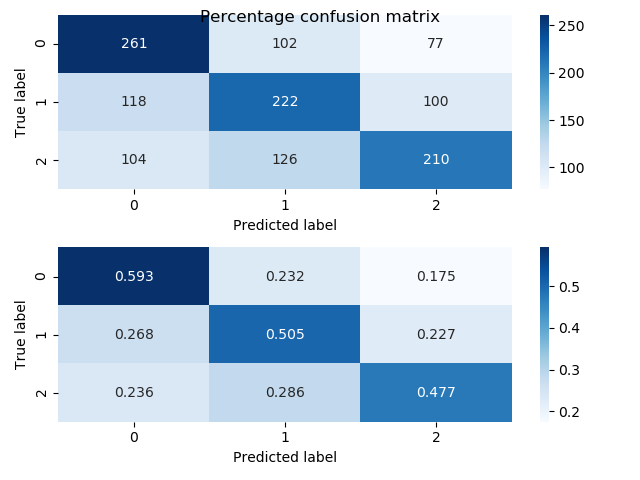 Percentage confusion matrix
True label
0 261 102 77
1 118 222 100
2 104 126 210
0 1 2
Predicted label
250
200
150
100
True label
0 0.593 0.232 0.175
1 0.268 0.505 0.227
2 0.236 0.286 0.477
0 1 2
Predicted label
0.5
0.4
0.3
0.2